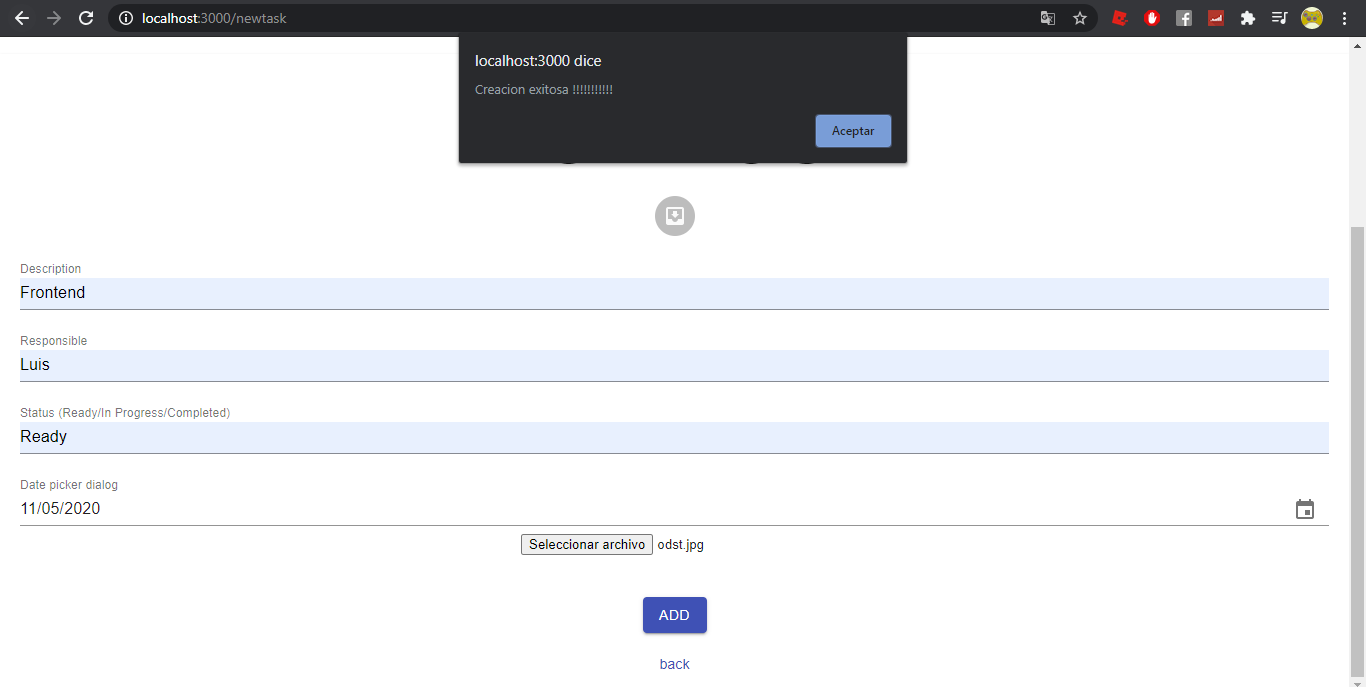 localhost:3000/newtask
localhost:3000 dice
Creacion exitosa !!!!!!!!!!!
Aceptar
Description
Frontend
Responsible
Luis
Status (Ready/In Progress/Completed)
Ready
Date picker dialog
11/05/2020
Seleccionar archivo odst.jpg
ADD
back